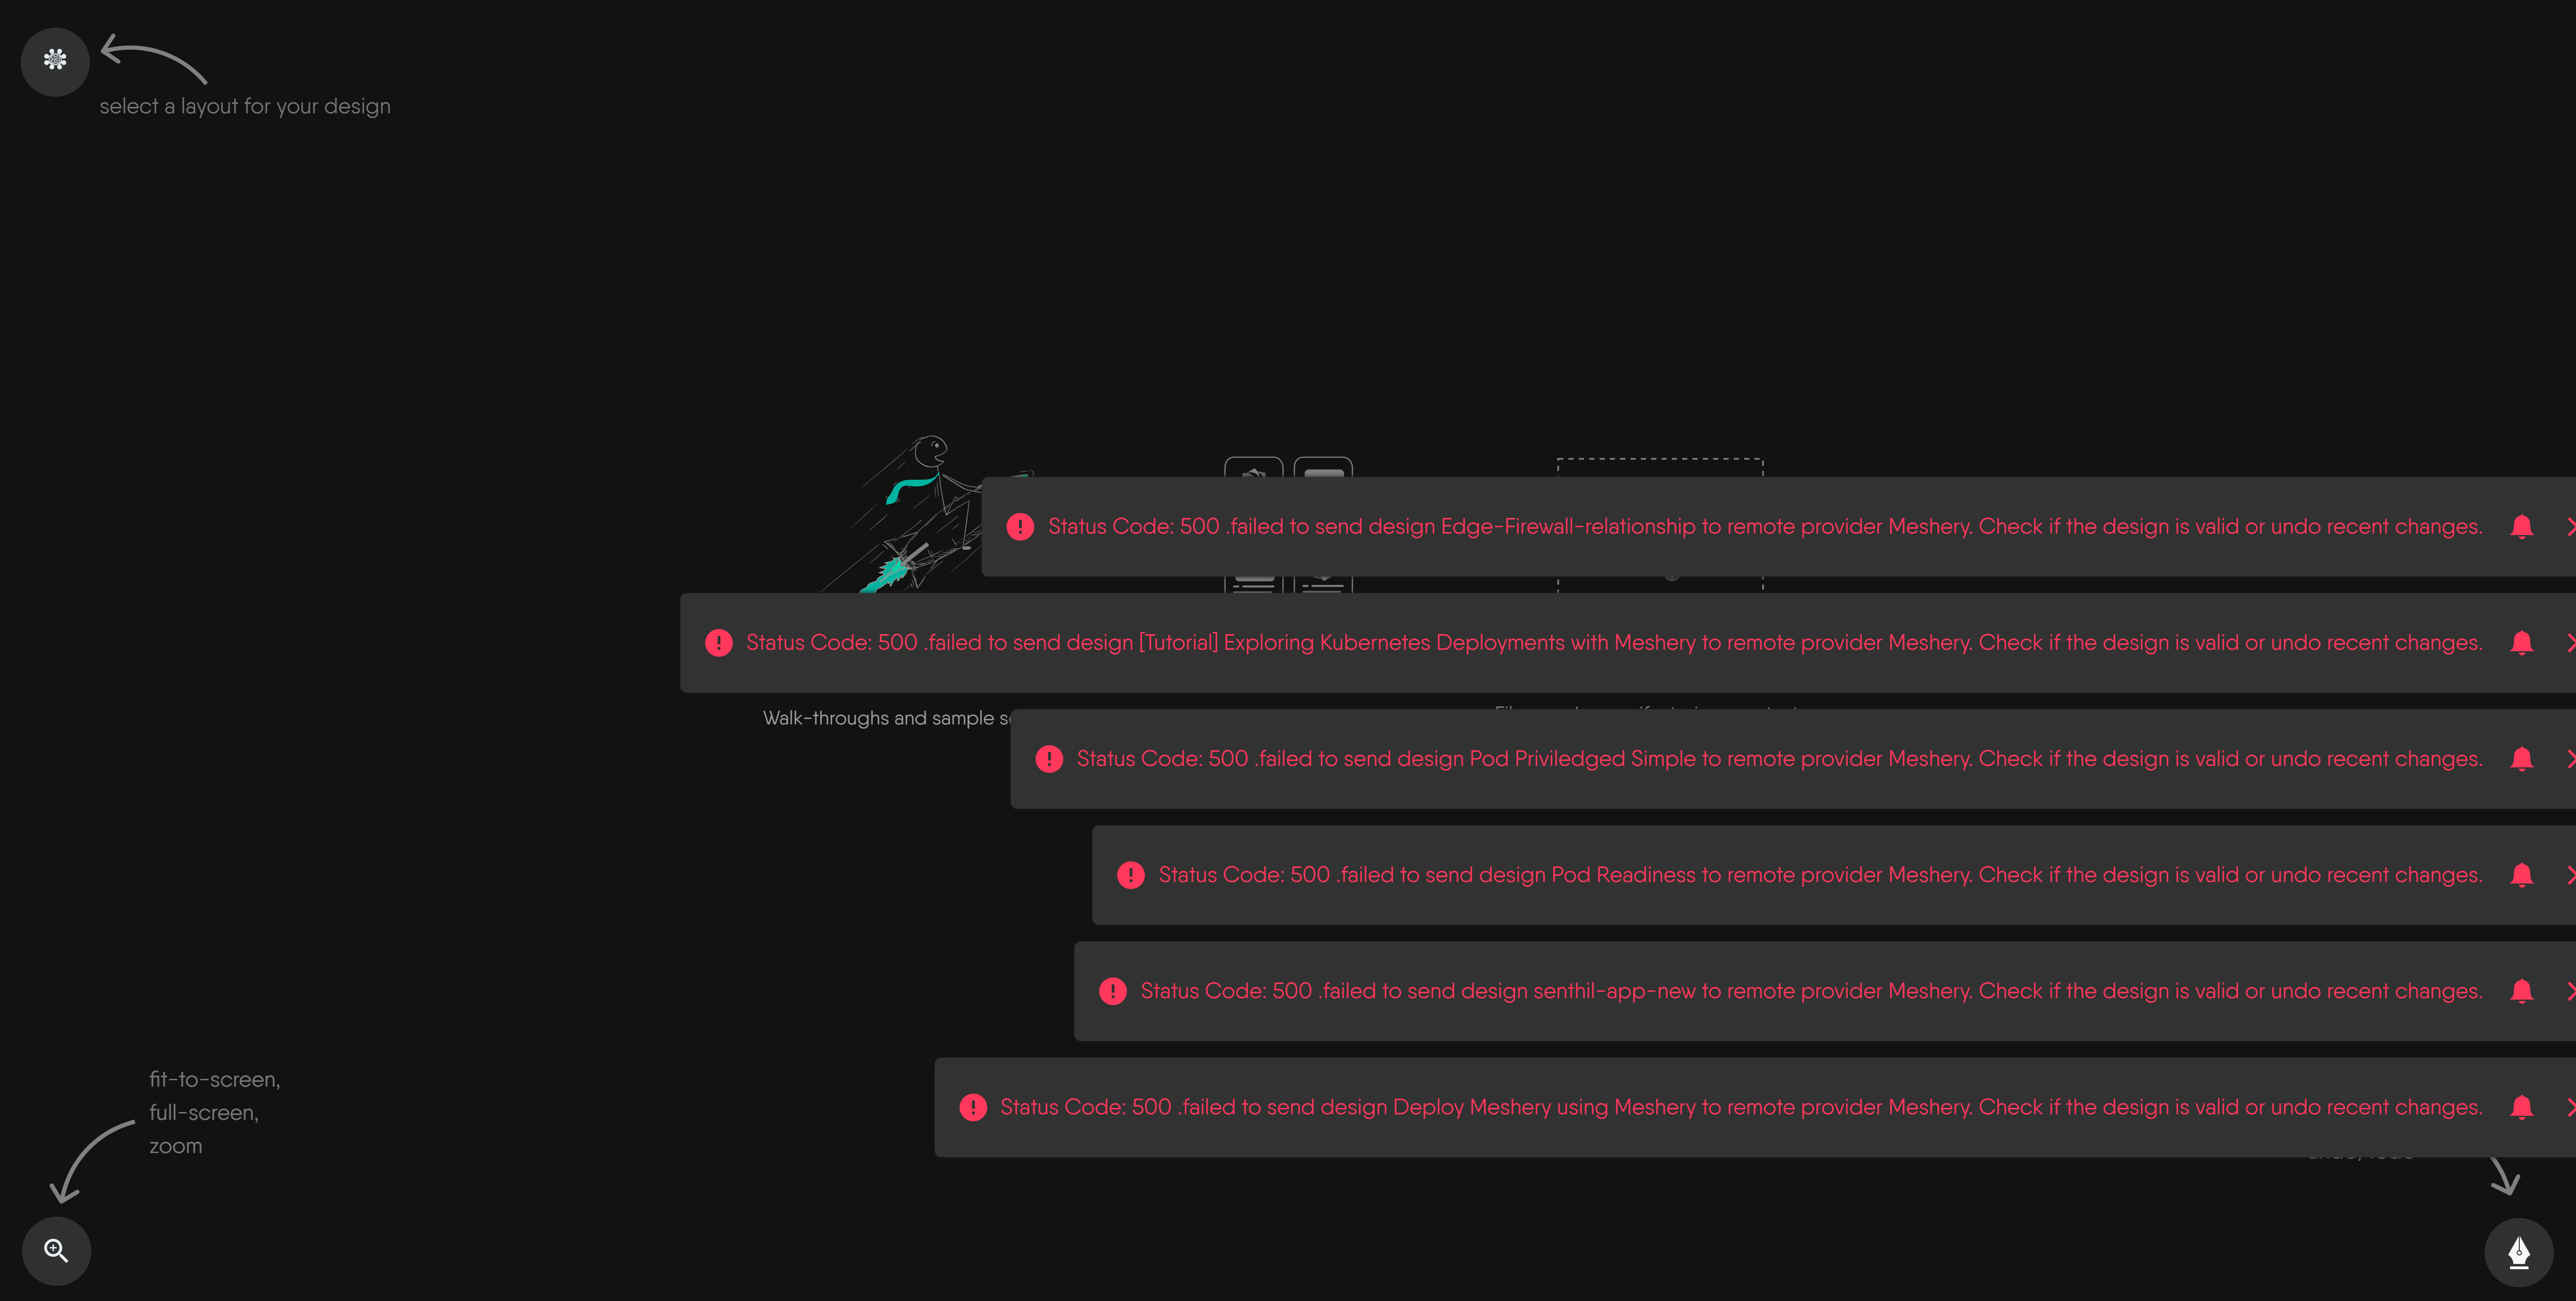 select a layout for your design
Status Code: 500 .failed to send design Edge-Firewall-relationship to remote provider Meshery. Check if the design is valid or undo recent changes.
Status Code: 500 .failed to send design [Tutorial] Exploring Kubernetes Deployments with Meshery to remote provider Meshery. Check if the design is valid or undo recent changes.
Walk-throughs and sample
Status Code: 500 .failed to send design Pod Priviledged Simple to remote provider Meshery. Check if the design is valid or undo recent changes.
Status Code: 500 .failed to send design Pod Readiness to remote provider Meshery. Check if the design is valid or undo recent changes.
Status Code: 500 .failed to send design senthil-app-new to remote provider Meshery. Check if the design is valid or undo recent changes.
Status Code: 500 .failed to send design Deploy Meshery using Meshery to remote provider Meshery. Check if the design is valid or undo recent changes.
fit-to-screen,
full-screen,
zoom